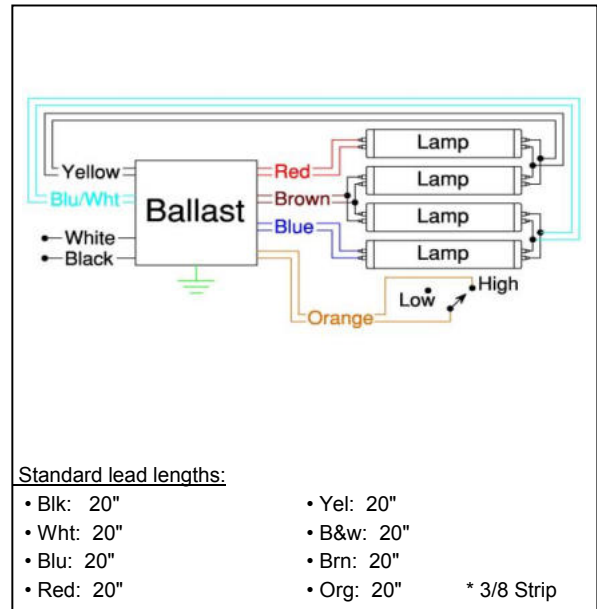 Yellow
Blu/Wht
White
Black
Ballast
Red
Brown
Blue
Orange
Lamp
Lamp
Lamp
Lamp
Low
High
Standard lead lengths:
• Blk: 20" • Yel: 20"
• Wht: 20" • B&w: 20"
• Blu: 20" • Brn: 20"
• Red: 20" • Org: 20" * 3/8 Strip